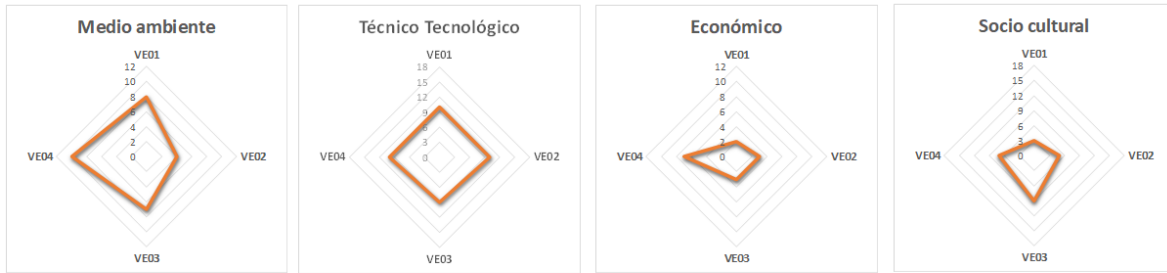 Medio ambiente
VE01
12
10
8
6
4
2
0
VE04
VE02
VE03
Técnico Tecnológico
VE01
18
15
12
9
6
3
0
VE04
VE02
VE03
Económico
VE01
12
10
8
6
4
2
0
VE04
VE02
VE03
Socio cultural
VE01
18
15
12
9
6
3
0
VE04
VE02
VE03